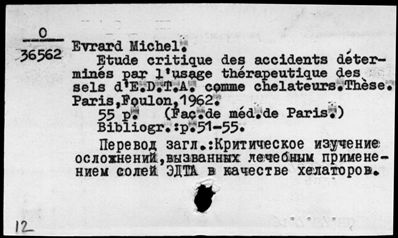 O
36562
Evrard Michel.
Etude critique des accidents déter-
minés par l'usage thérapeutique des
sels d'E.D.T.A. comme chelateurs.Thèse.
Paris,Foulon,1962.
55 p. (Fac.de méd.de Paris.)
Bibliogr.:p.51-55.
Перевод загл.:Критическое изучение
осложнений,вызванных лечебным примене-
нием солей ЭДТА в качестве хелаторов.
12